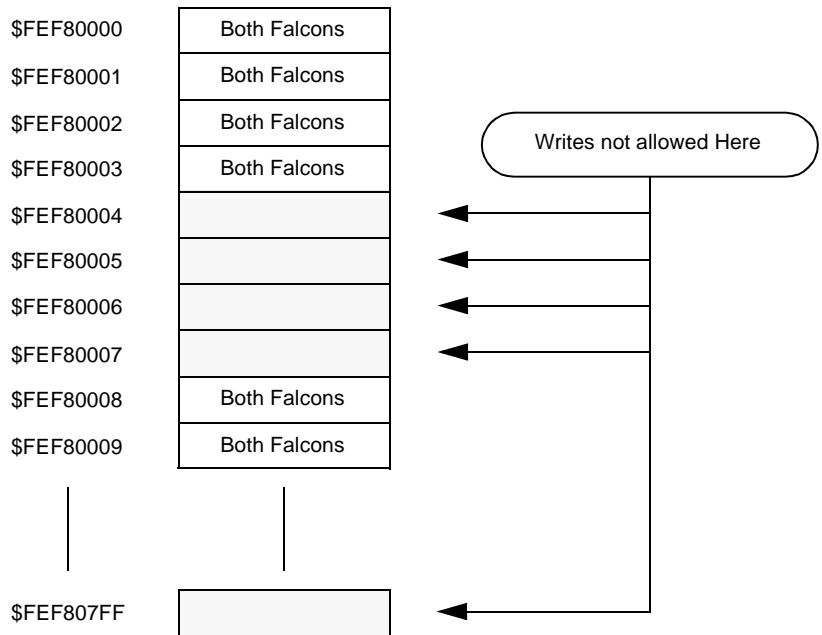 $FEF80000 Both Falcons
$FEF80001 Both Falcons
$FEF80002 Both Falcons
Writes not allowed Here
$FEF80003 Both Falcons
$FEF80004
$FEF80005
$FEF80006
$FEF80007
$FEF80008 Both Falcons
$FEF80009 Both Falcons
$FEF807FF